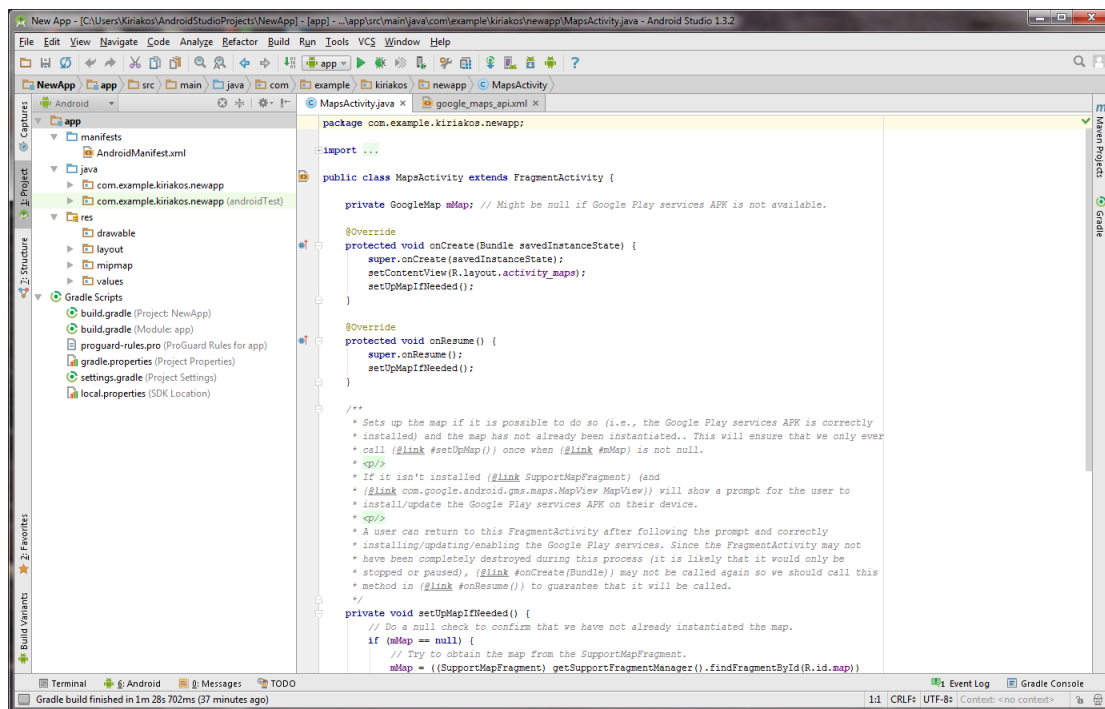 New App - [C:\Users\Kiriakos\AndroidStudioProjects\NewApp] - [app] - ...\app\src\main\java\com\example\kiriakos\newapp\MapsActivity.java - Android Studio 1.3.2
File Edit View Navigate Code Analyze Refactor Build Run Tools VCS Window Help
app
NewApp app src main java com example kiriakos newapp MapsActivity
Android
MapsActivity.java
google_maps_api.xml
Captures
1: Project
7: Structure
2: Favorites
Build Variants
app
manifests
AndroidManifest.xml
java
com.example.kiriakos.newapp
com.example.kiriakos.newapp (androidTest)
res
drawable
layout
mipmap
values
Gradle Scripts
build.gradle (Project: NewApp)
build.gradle (Module: app)
proguard-rules.pro (ProGuard Rules for app)
gradle.properties (Project Properties)
settings.gradle (Project Settings)
local.properties (SDK Location)
package com.example.kiriakos.newapp;
import ...
public class MapsActivity extends FragmentActivity {
private GoogleMap mMap; // Might be null if Google Play services APK is not available.
@Override
protected void onCreate(Bundle savedInstanceState) {
super.onCreate(savedInstanceState);
setContentView(R.layout.activity_maps);
setUpMapIfNeeded();
}
@Override
protected void onResume() {
super.onResume();
setUpMapIfNeeded();
}
/**
* Sets up the map if it is possible to do so (i.e., the Google Play services APK is correctly
* installed) and the map has not already been instantiated.. This will ensure that we only ever
* call {@link #setUpMap()} once when {@link #mMap} is not null.
* <p/>
* If it isn't installed {@link SupportMapFragment} (and
* {@link com.google.android.gms.maps.MapView MapView}) will show a prompt for the user to
* install/update the Google Play services APK on their device.
* <p/>
* A user can return to this FragmentActivity after following the prompt and correctly
* installing/updating/enabling the Google Play services. Since the FragmentActivity may not
* have been completely destroyed during this process (it is likely that it would only be
* stopped or paused), {@link #onCreate(Bundle)} may not be called again so we should call this
* method in {@link #onResume()} to guarantee that it will be called.
*/
private void setUpMapIfNeeded() {
// Do a null check to confirm that we have not already instantiated the map.
if (mMap == null) {
// Try to obtain the map from the SupportMapFragment.
mMap = ((SupportMapFragment) getSupportFragmentManager().findFragmentById(R.id.map))
m Maven Projects
Gradle
Terminal 6: Android 0: Messages TODO 1 Event Log Gradle Console
Gradle build finished in 1m 28s 702ms (37 minutes ago) 1:1 CRLF UTF-8 Context: <no context>